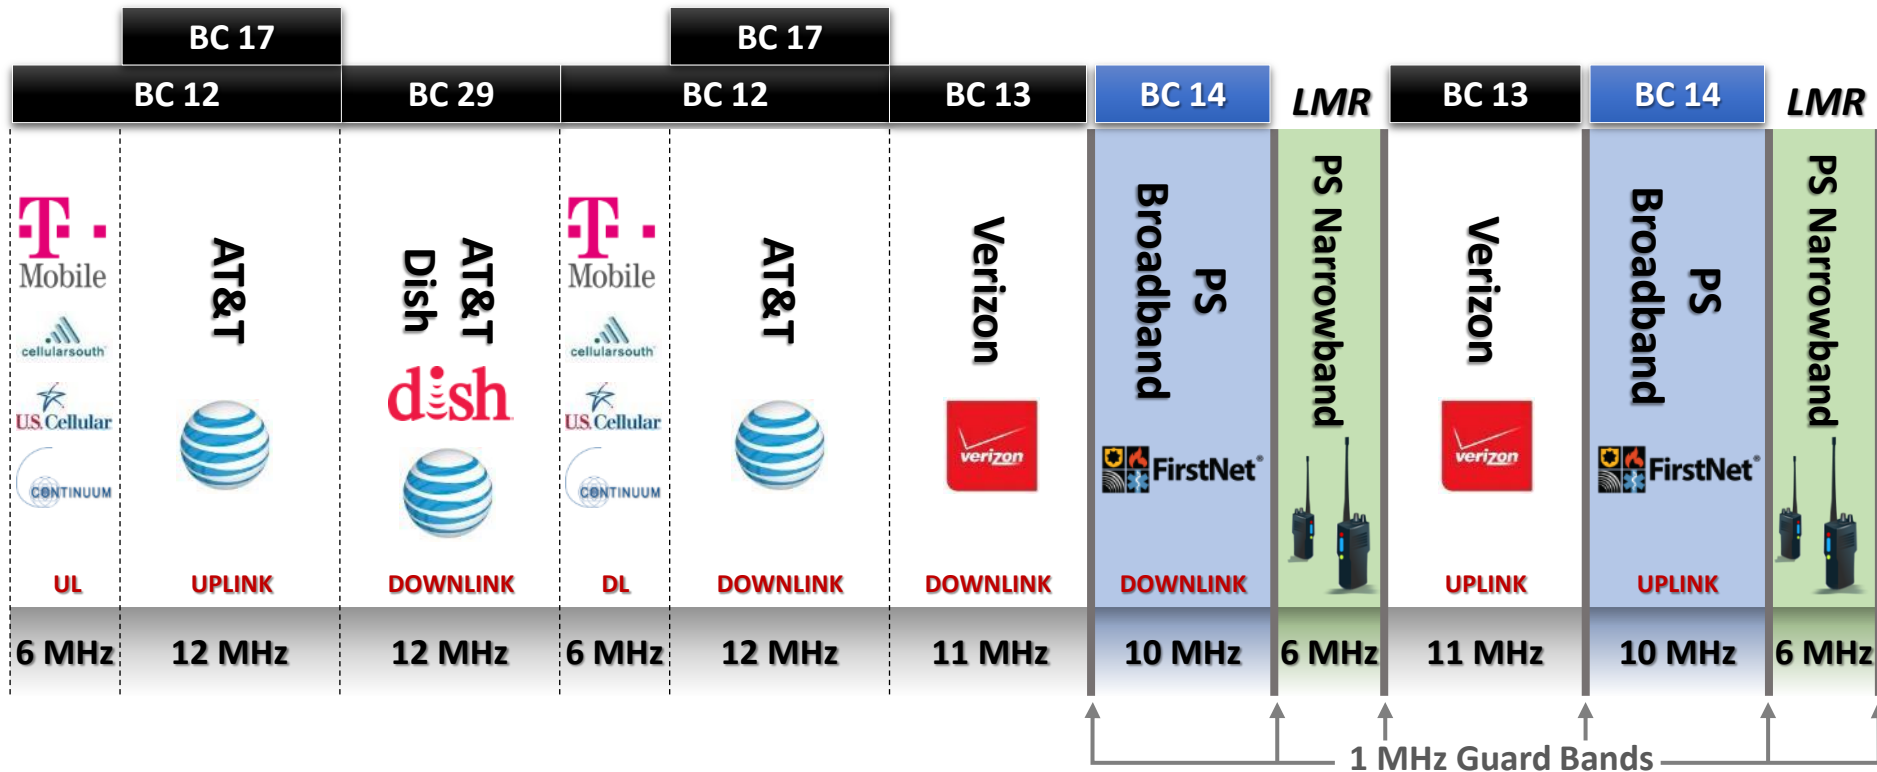 BC 17
BC 17
BC 12
BC 29
BC 12
BC 13
BC 14
LMR
BC 13
BC 14
LMR
T Mobile
cellularsouth
U.S. Cellular
CONTINUUM
UL
6 MHz
AT&T
UPLINK
12 MHz
AT&T
Dish
dish
DOWNLINK
12 MHz
T Mobile
cellularsouth
U.S. Cellular
CONTINUUM
DL
6 MHz
AT&T
DOWNLINK
12 MHz
Verizon
verizon
DOWNLINK
11 MHz
PS
Broadband
FirstNet®
DOWNLINK
10 MHz
PS Narrowband
6 MHz
Verizon
verizon
UPLINK
11 MHz
PS
Broadband
FirstNet®
UPLINK
10 MHz
PS Narrowband
6 MHz
1 MHz Guard Bands